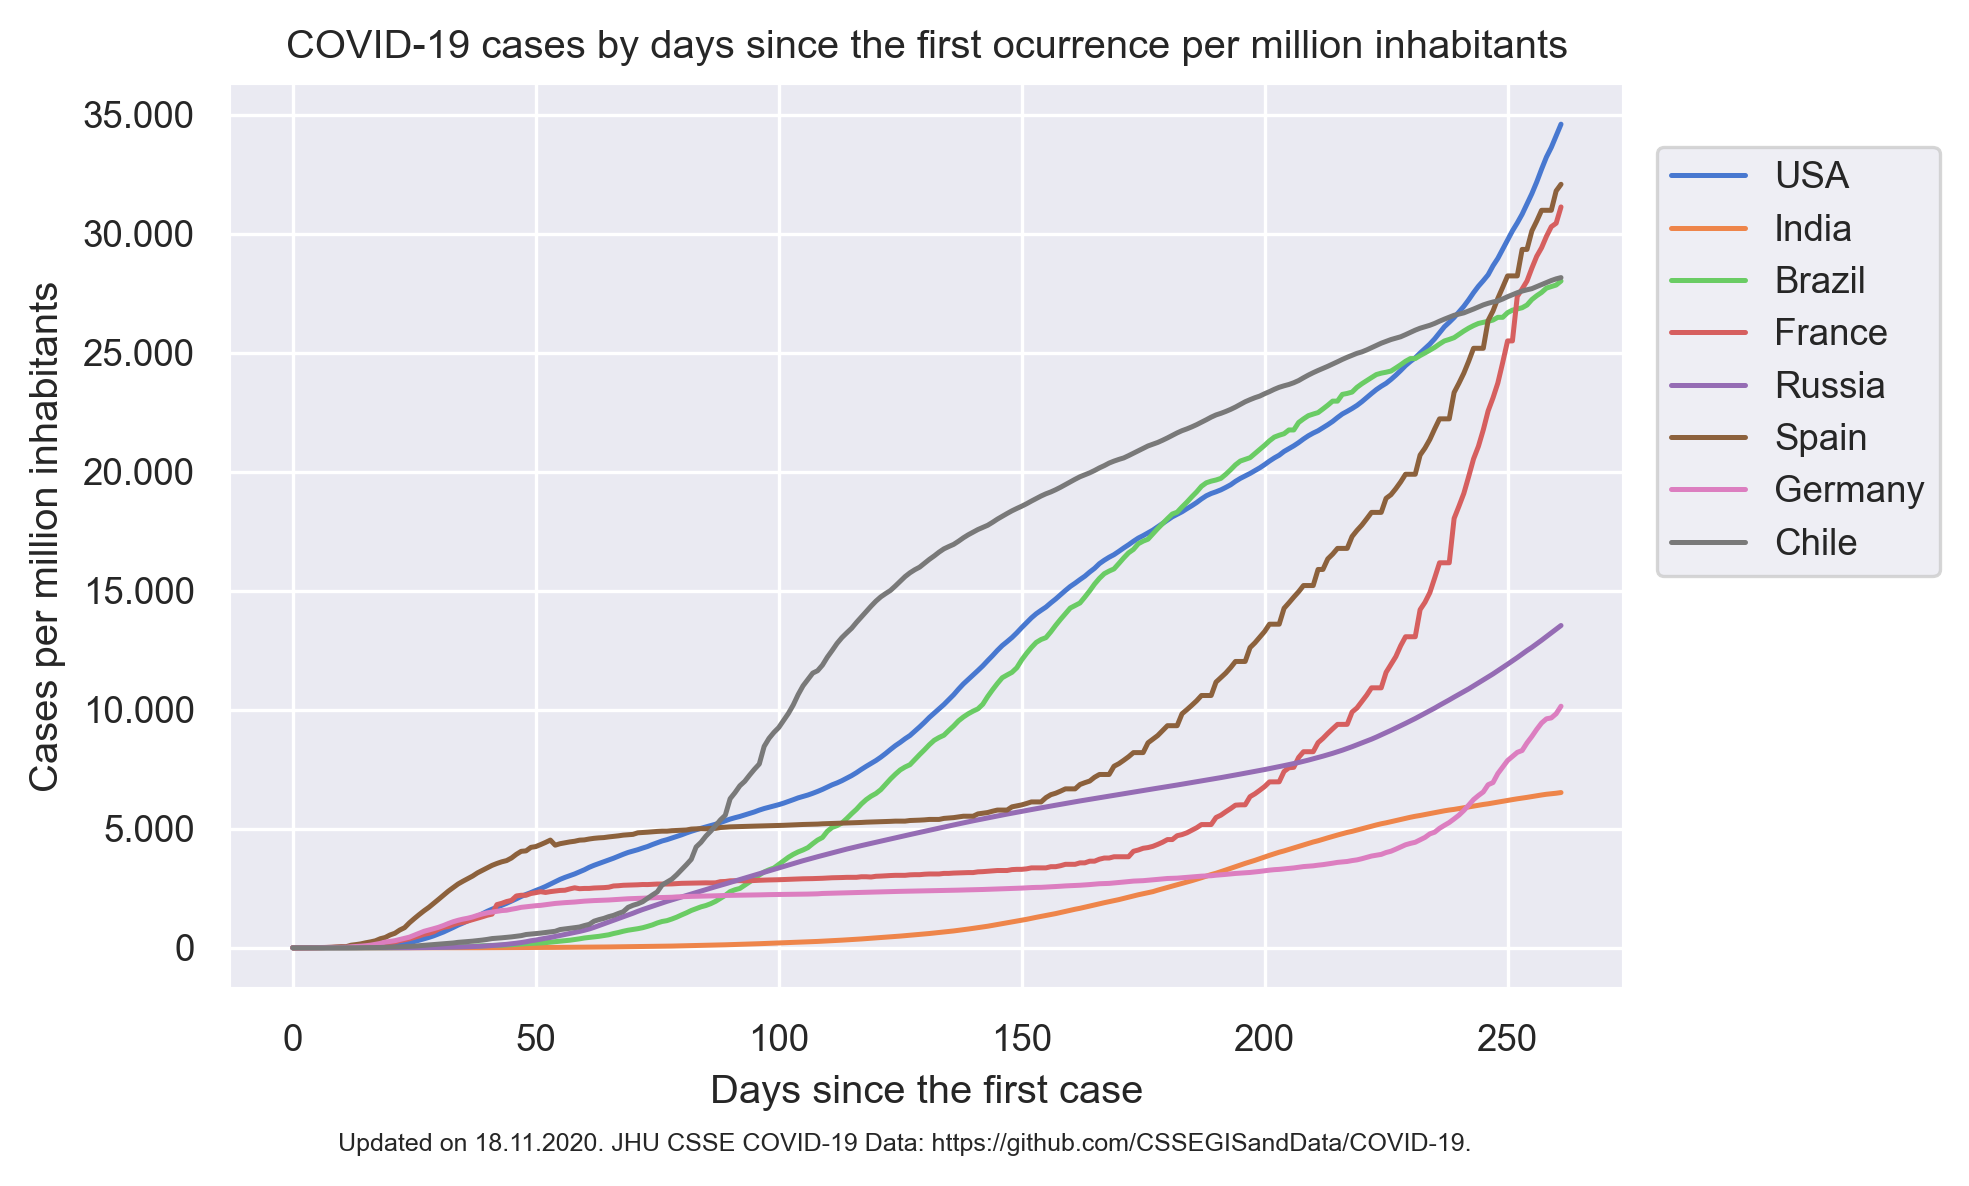 COVID-19 cases by days since the first ocurrence per million inhabitants
35.000
30.000
25.000
20.000
15.000
10.000
5.000
0
Cases per million inhabitants
0 50 100 150 200 250
Days since the first case
USA
India
Brazil
France
Russia
Spain
Germany
Chile
Updated on 18.11.2020. JHU CSSE COVID-19 Data: https://github.com/CSSEGISandData/COVID-19.